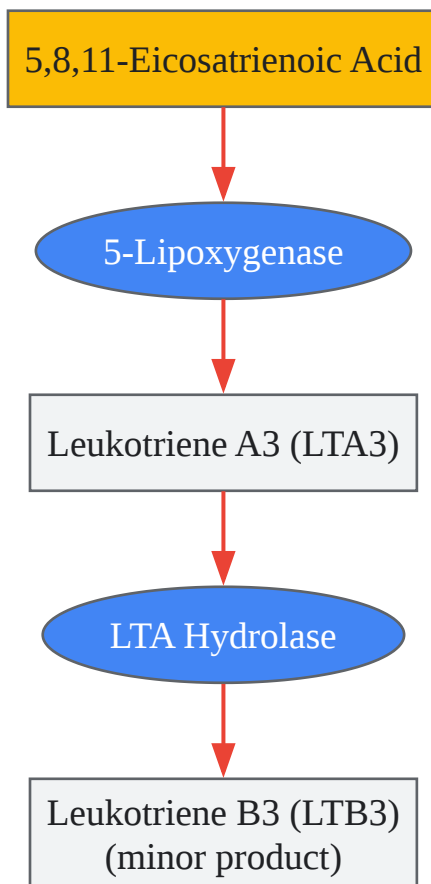 5,8,11-Eicosatrienoic Acid
5-Lipoxygenase
Leukotriene A3 (LTA3)
LTA Hydrolase
Leukotriene B3 (LTB3)
(minor product)